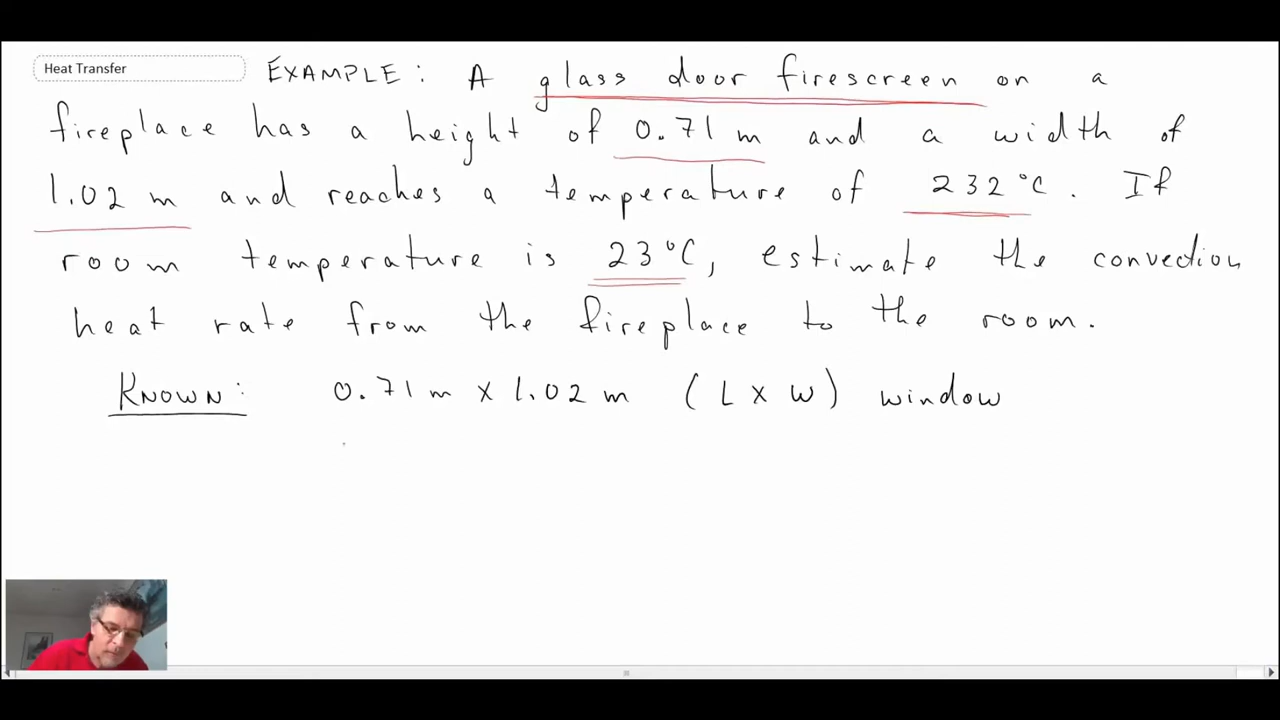 Heat Transfer
EXAMPLE: A glass door firescreen on a
fireplace has a height of 0.71 m and a width of
1.02 m and reaches a temperature of 232 °C. If
room temperature is 23 °C, estimate the convection
heat rate from the fireplace to the room.
KNOWN: 0.71 m x 1.02 m (L x W) window